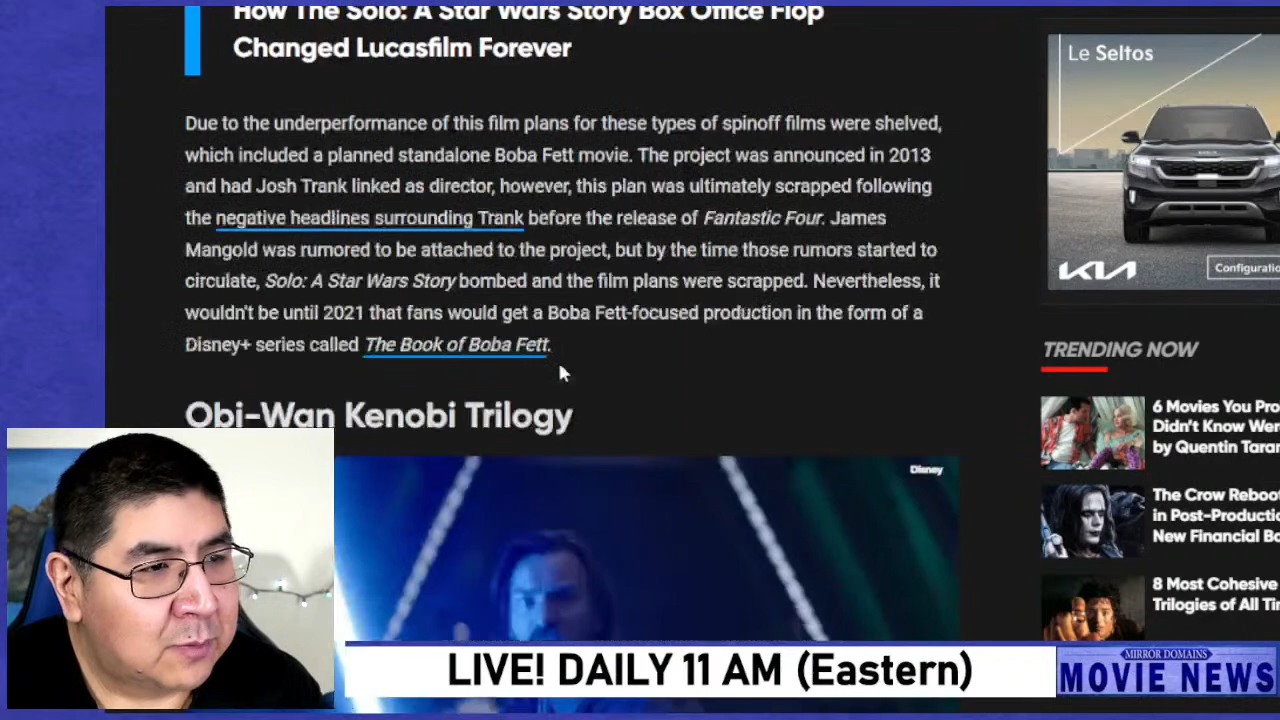 How The Solo: A Star Wars Story Box Office Flop
Changed Lucasfilm Forever
Due to the underperformance of this film plans for these types of spinoff films were shelved,
which included a planned standalone Boba Fett movie. The project was announced in 2013
and had Josh Trank linked as director, however, this plan was ultimately scrapped following
the negative headlines surrounding Trank before the release of Fantastic Four. James
Mangold was rumored to be attached to the project, but by the time those rumors started to
circulate, Solo: A Star Wars Story bombed and the film plans were scrapped. Nevertheless, it
wouldn't be until 2021 that fans would get a Boba Fett-focused production in the form of a
Disney+ series called The Book of Boba Fett.
Obi-Wan Kenobi Trilogy
Disney
Le Seltos
KIA
Configuratio
TRENDING NOW
6 Movies You Pro
Didn't Know Wer
by Quentin Taran
The Crow Reboot
in Post-Productio
New Financial Ba
8 Most Cohesive
Trilogies of All Ti
LIVE! DAILY 11 AM (Eastern)
MIRROR DOMAINS
MOVIE NEWS